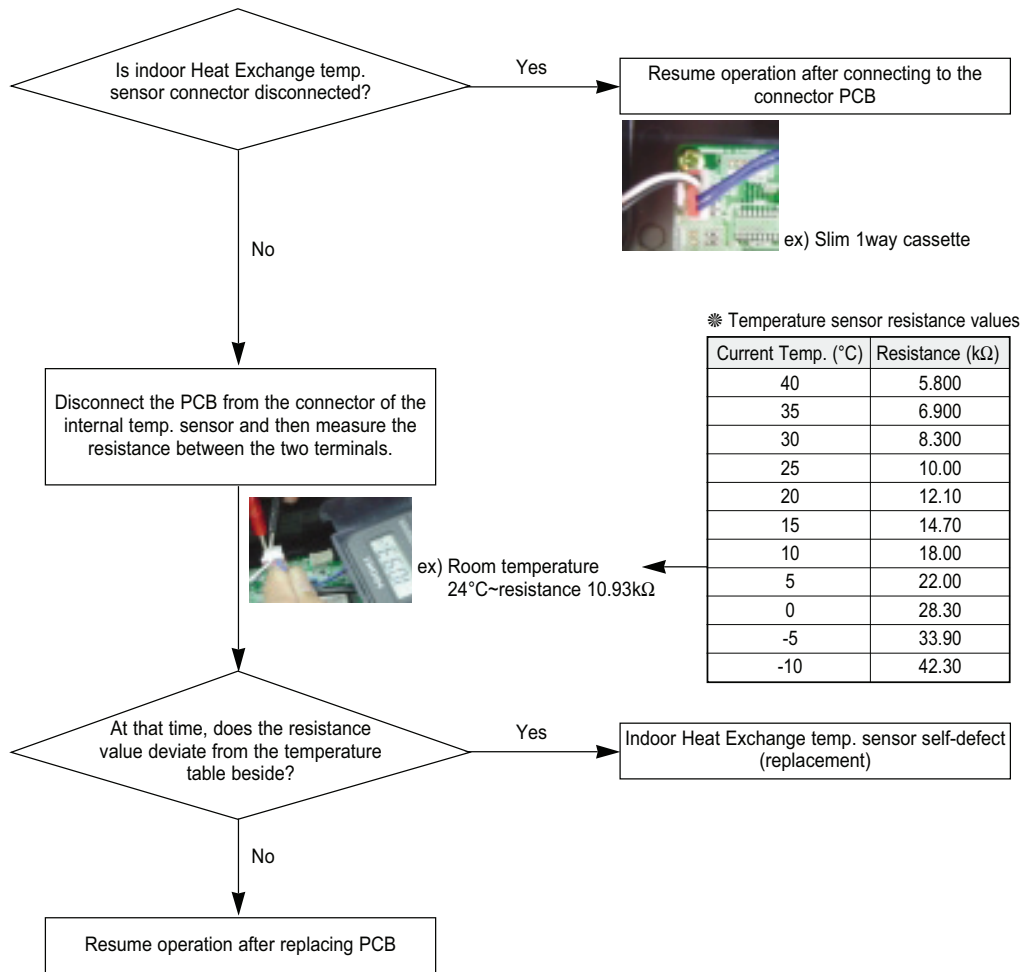 Is indoor Heat Exchange temp.
sensor connector disconnected?
Yes
Resume operation after connecting to the
connector PCB
ex) Slim 1way cassette
No
❊ Temperature sensor resistance values
Current Temp. (°C) Resistance (kΩ)
40 5.800
35 6.900
30 8.300
25 10.00
20 12.10
15 14.70
10 18.00
5 22.00
0 28.30
-5 33.90
-10 42.30
Disconnect the PCB from the connector of the
internal temp. sensor and then measure the
resistance between the two terminals.
ex) Room temperature
24°C~resistance 10.93kΩ
At that time, does the resistance
value deviate from the temperature
table beside?
Yes
Indoor Heat Exchange temp. sensor self-defect
(replacement)
No
Resume operation after replacing PCB